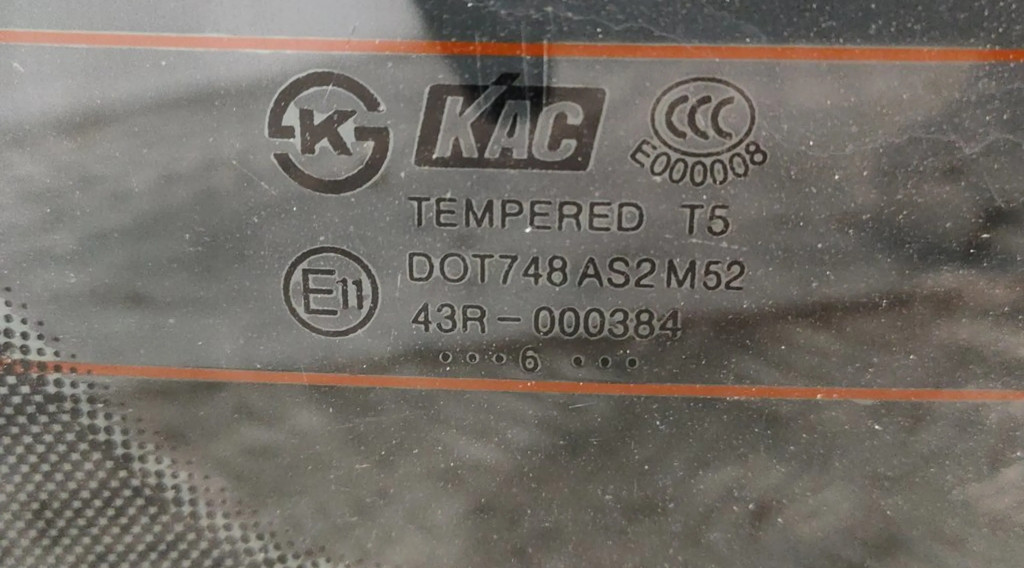 K KAC CCC
E000008
TEMPERED T5
E11 DOT748 AS2 M52
43R-000384
•••6 •••